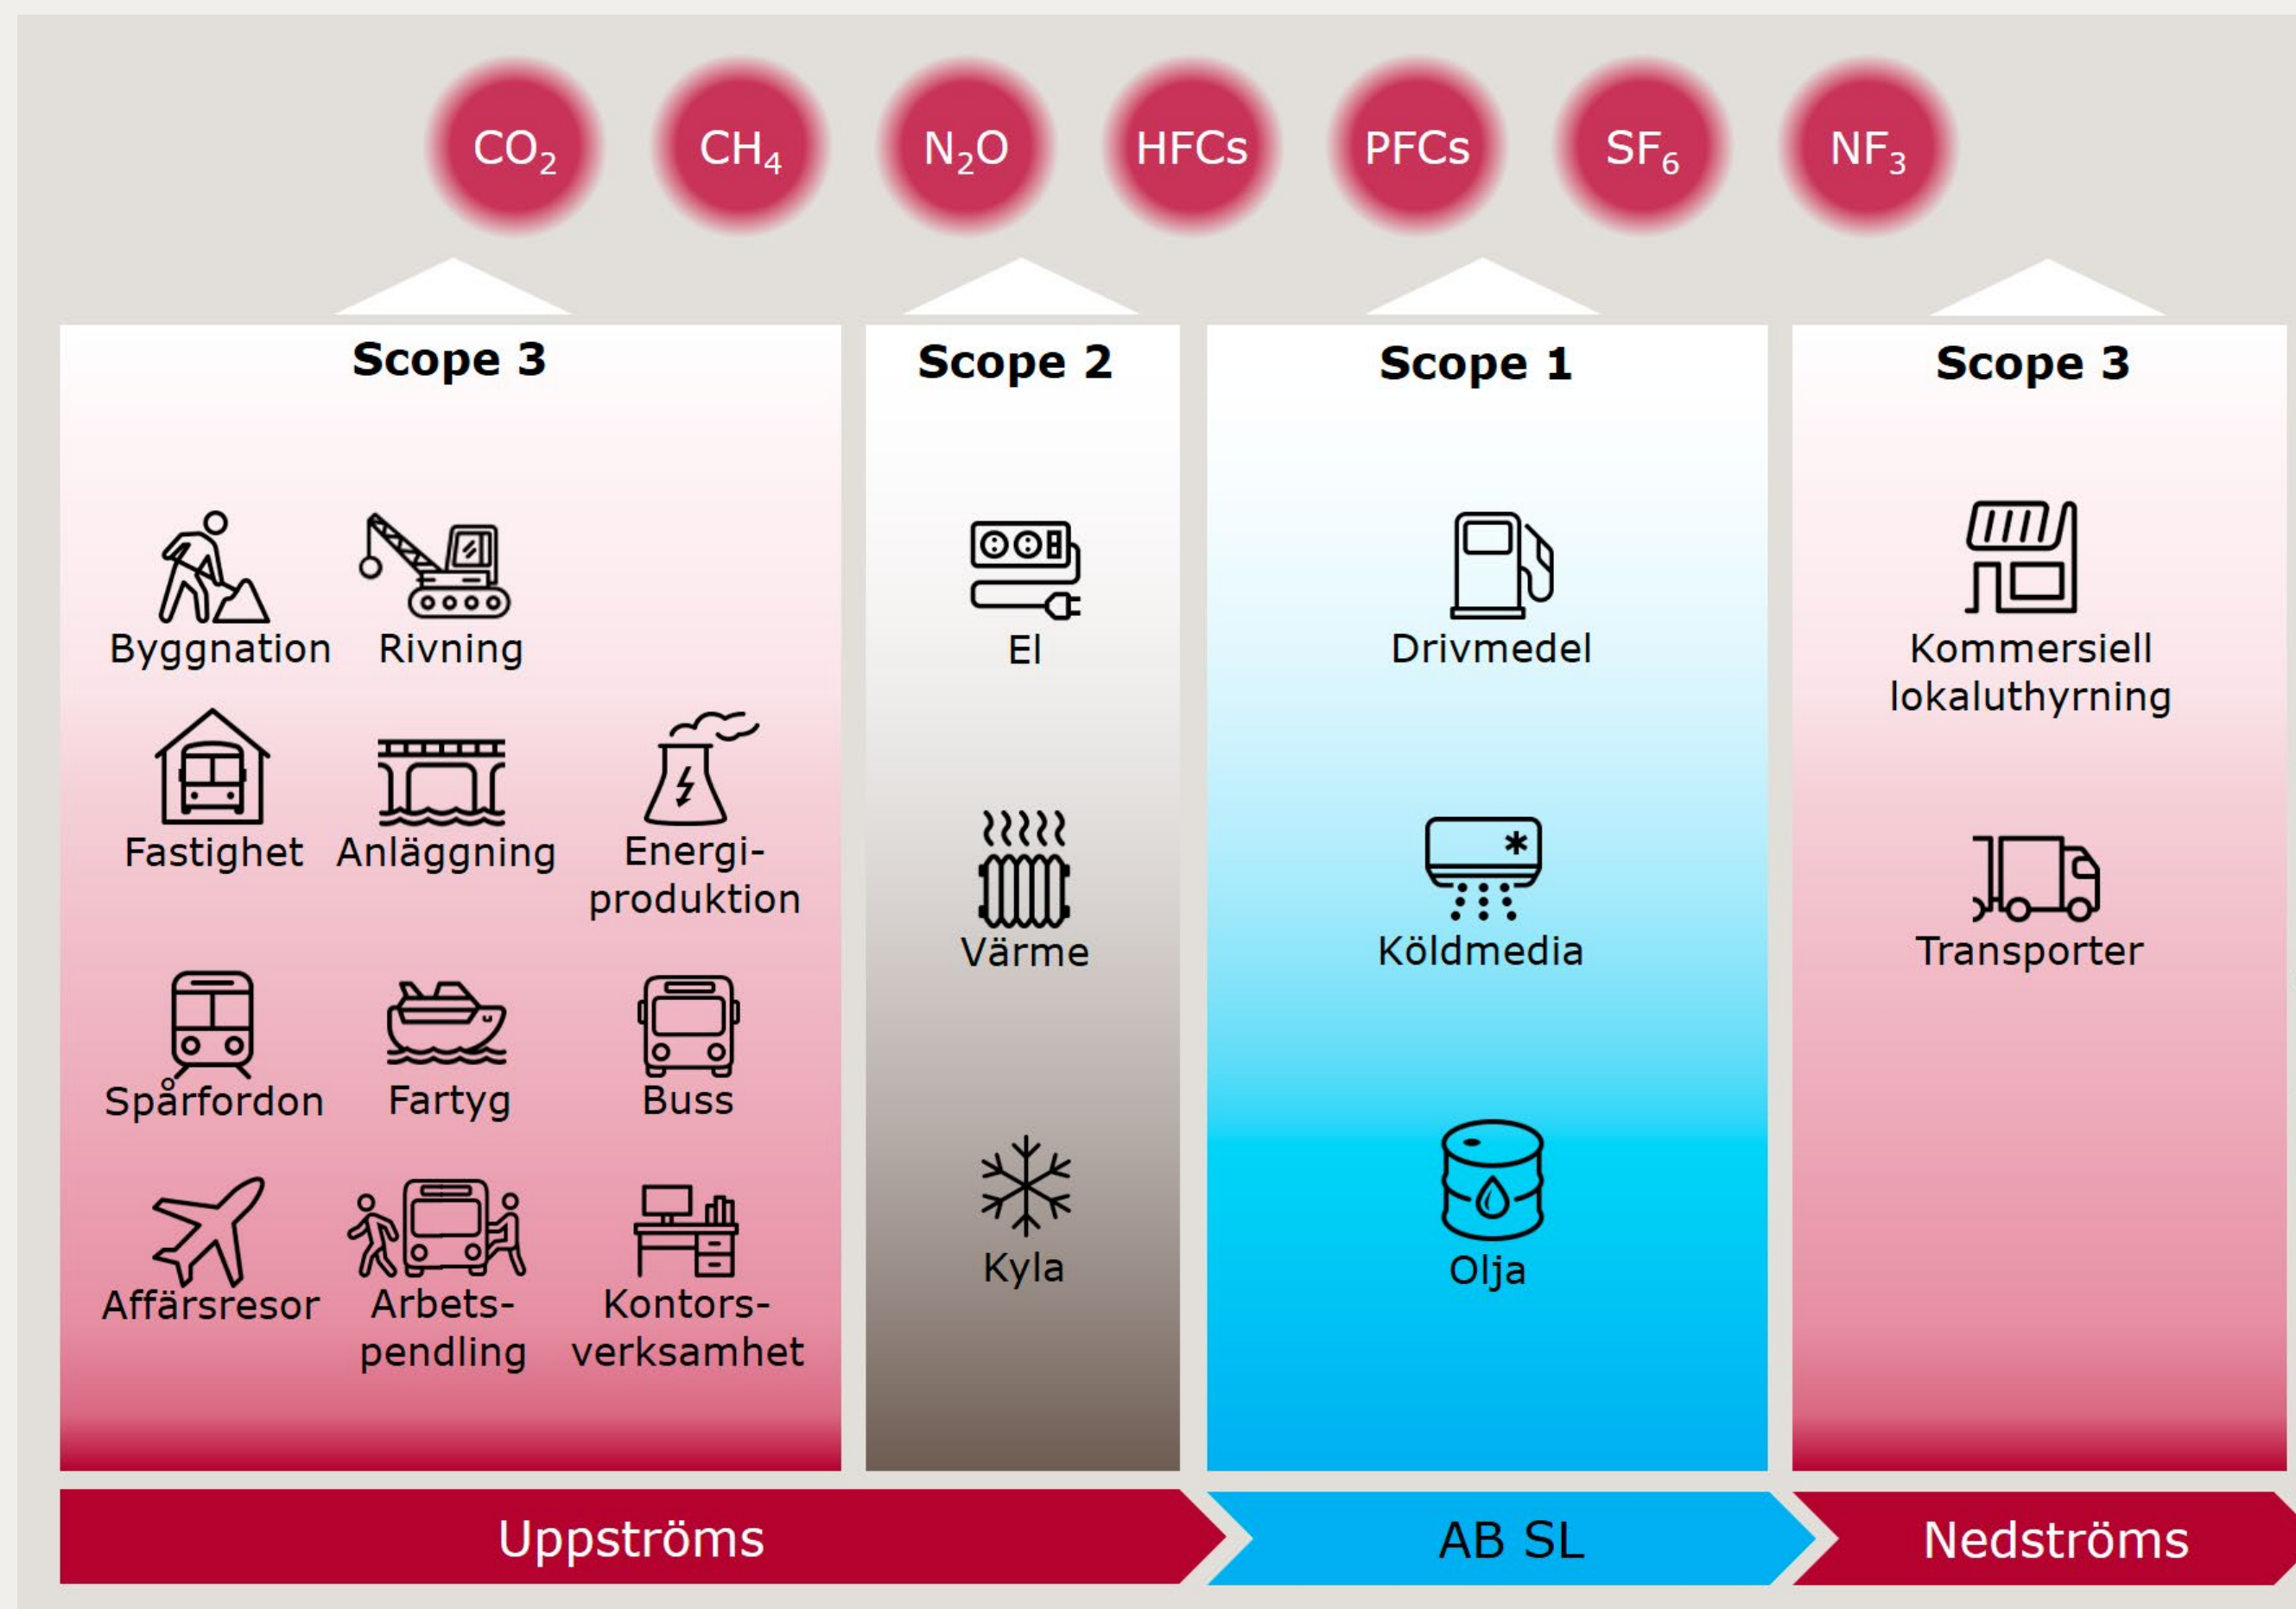 CO₂ CH₄ N₂O HFCs PFCs SF₆ NF₃
Scope 3
Byggnation Rivning
Fastighet Anläggning Energi-
produktion
Spårfordon Fartyg Buss
Affärsresor Arbets- Kontors-
pendling verksamhet
Scope 2
El
Värme
Kyla
Scope 1
Drivmedel
Köldmedia
Olja
Scope 3
Kommersiell
lokaluthyrning
Transporter
Uppströms AB SL Nedströms